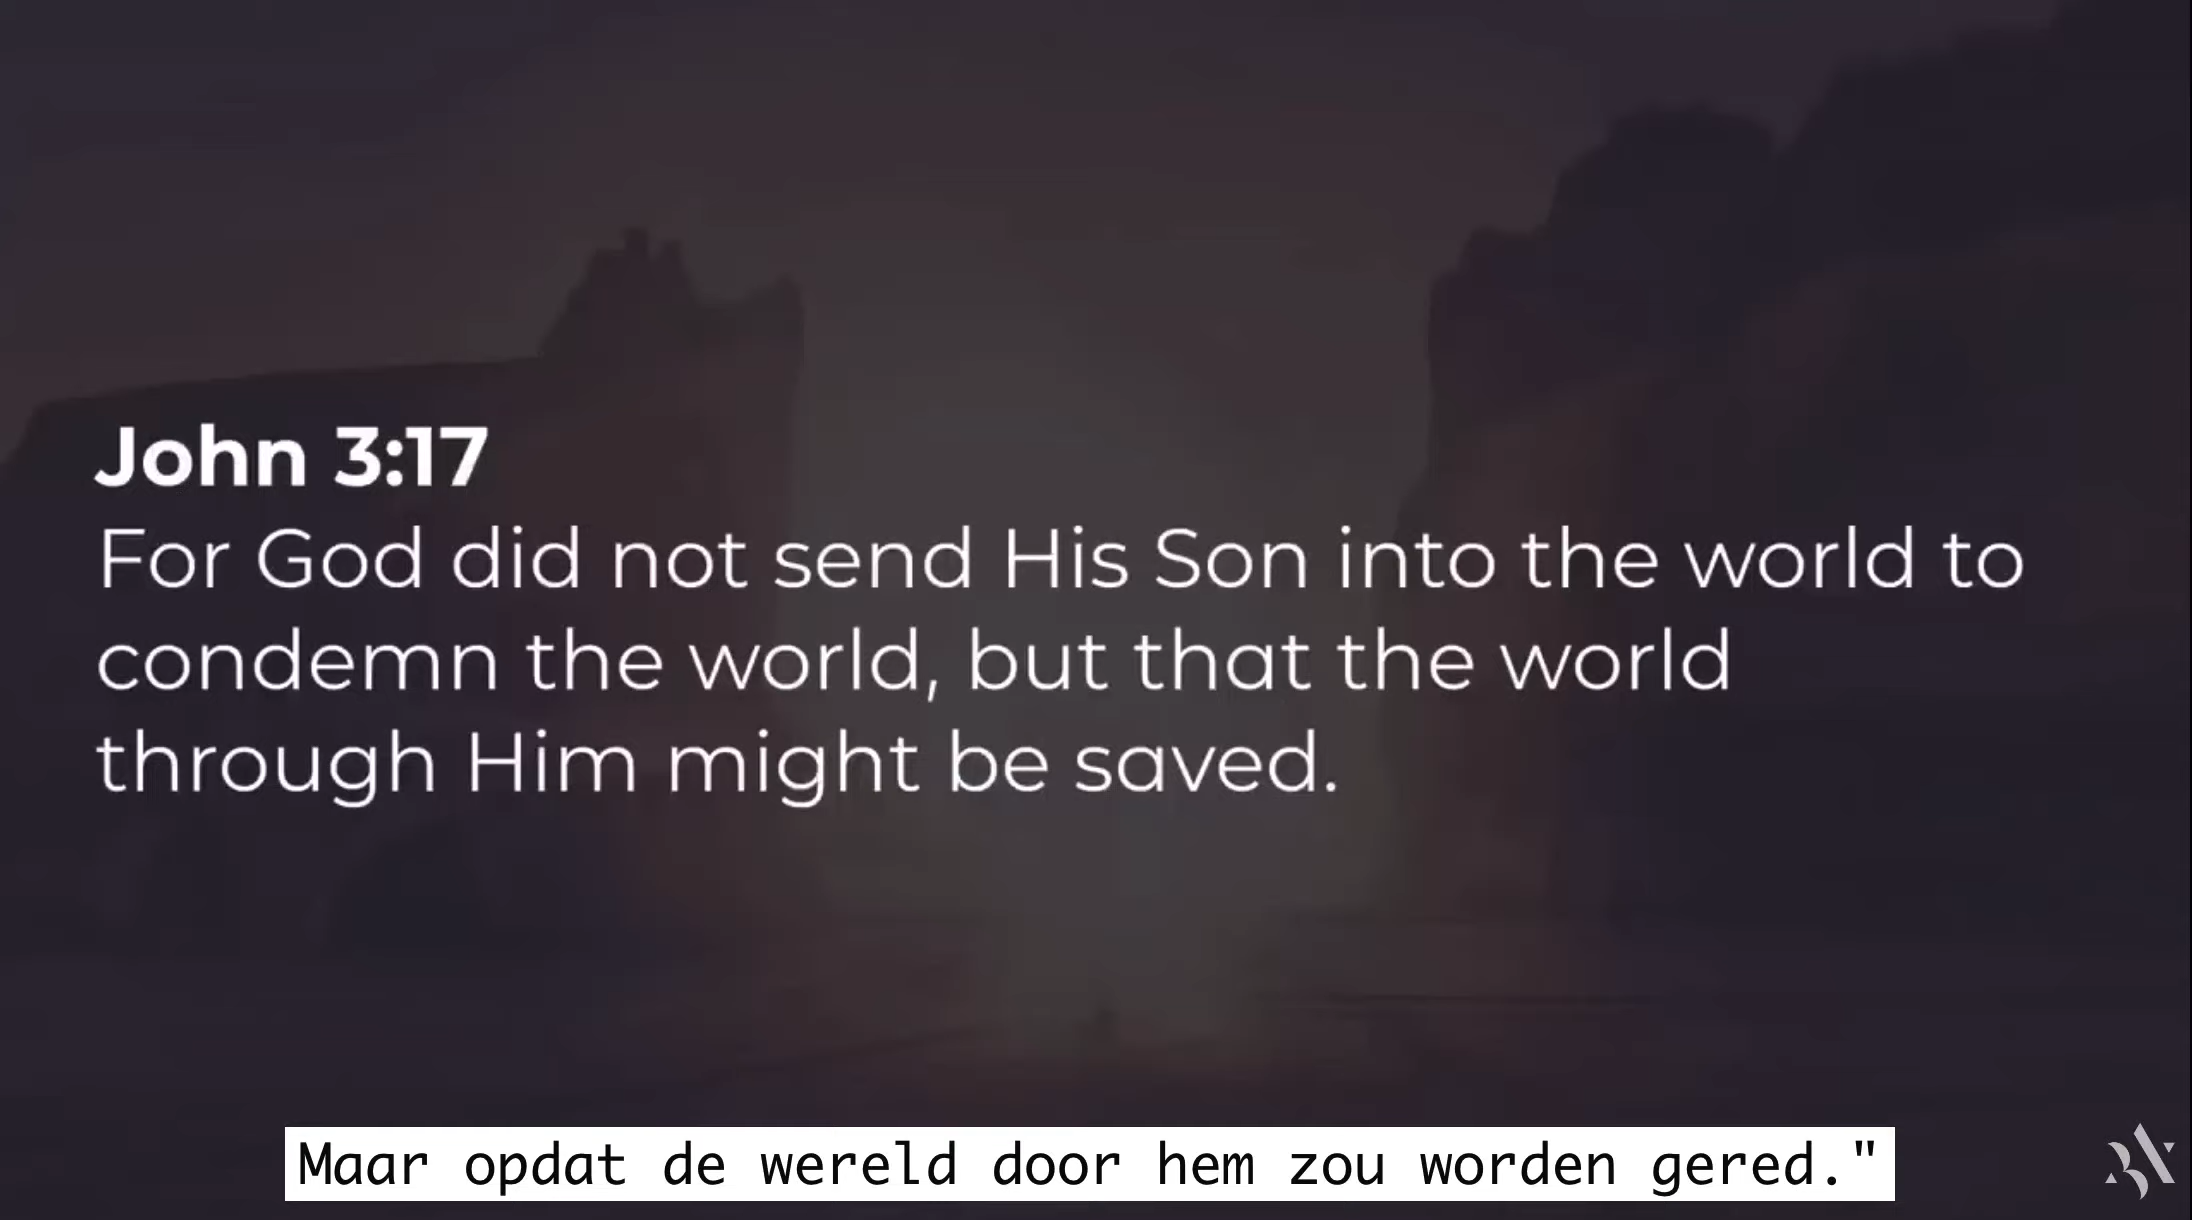 John 3:17
For God did not send His Son into the world to
condemn the world, but that the world
through Him might be saved.
Maar opdat de wereld door hem zou worden gered."